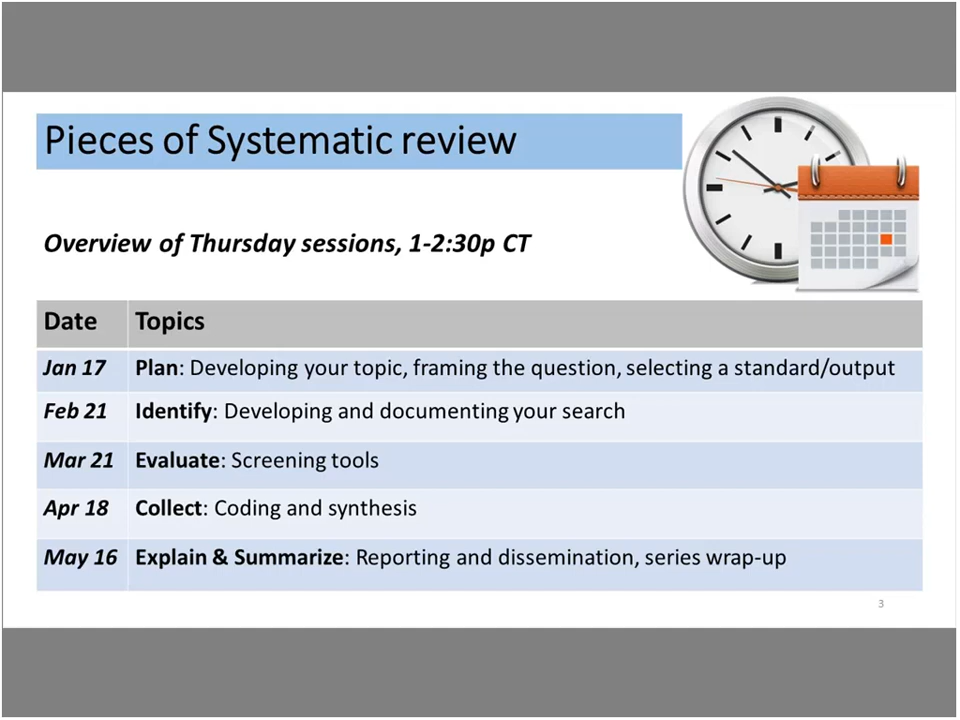 Pieces of Systematic review
Overview of Thursday sessions, 1-2:30p CT
Date Topics
Jan 17 Plan: Developing your topic, framing the question, selecting a standard/output
Feb 21 Identify: Developing and documenting your search
Mar 21 Evaluate: Screening tools
Apr 18 Collect: Coding and synthesis
May 16 Explain & Summarize: Reporting and dissemination, series wrap-up
3